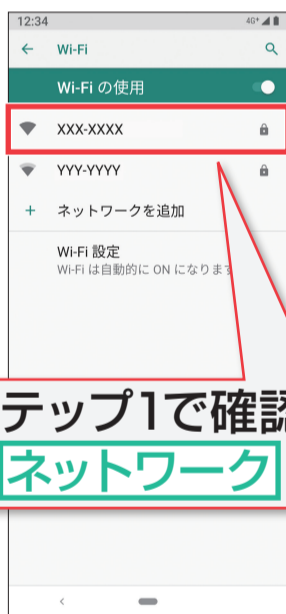 12:34
4G+
Wi-Fi
Wi-Fi の使用
XXX-XXXX
YYY-YYYY
+ ネットワークを追加
Wi-Fi 設定
Wi-Fi は自動的に ON になります
テップ1で確認
ネットワーク